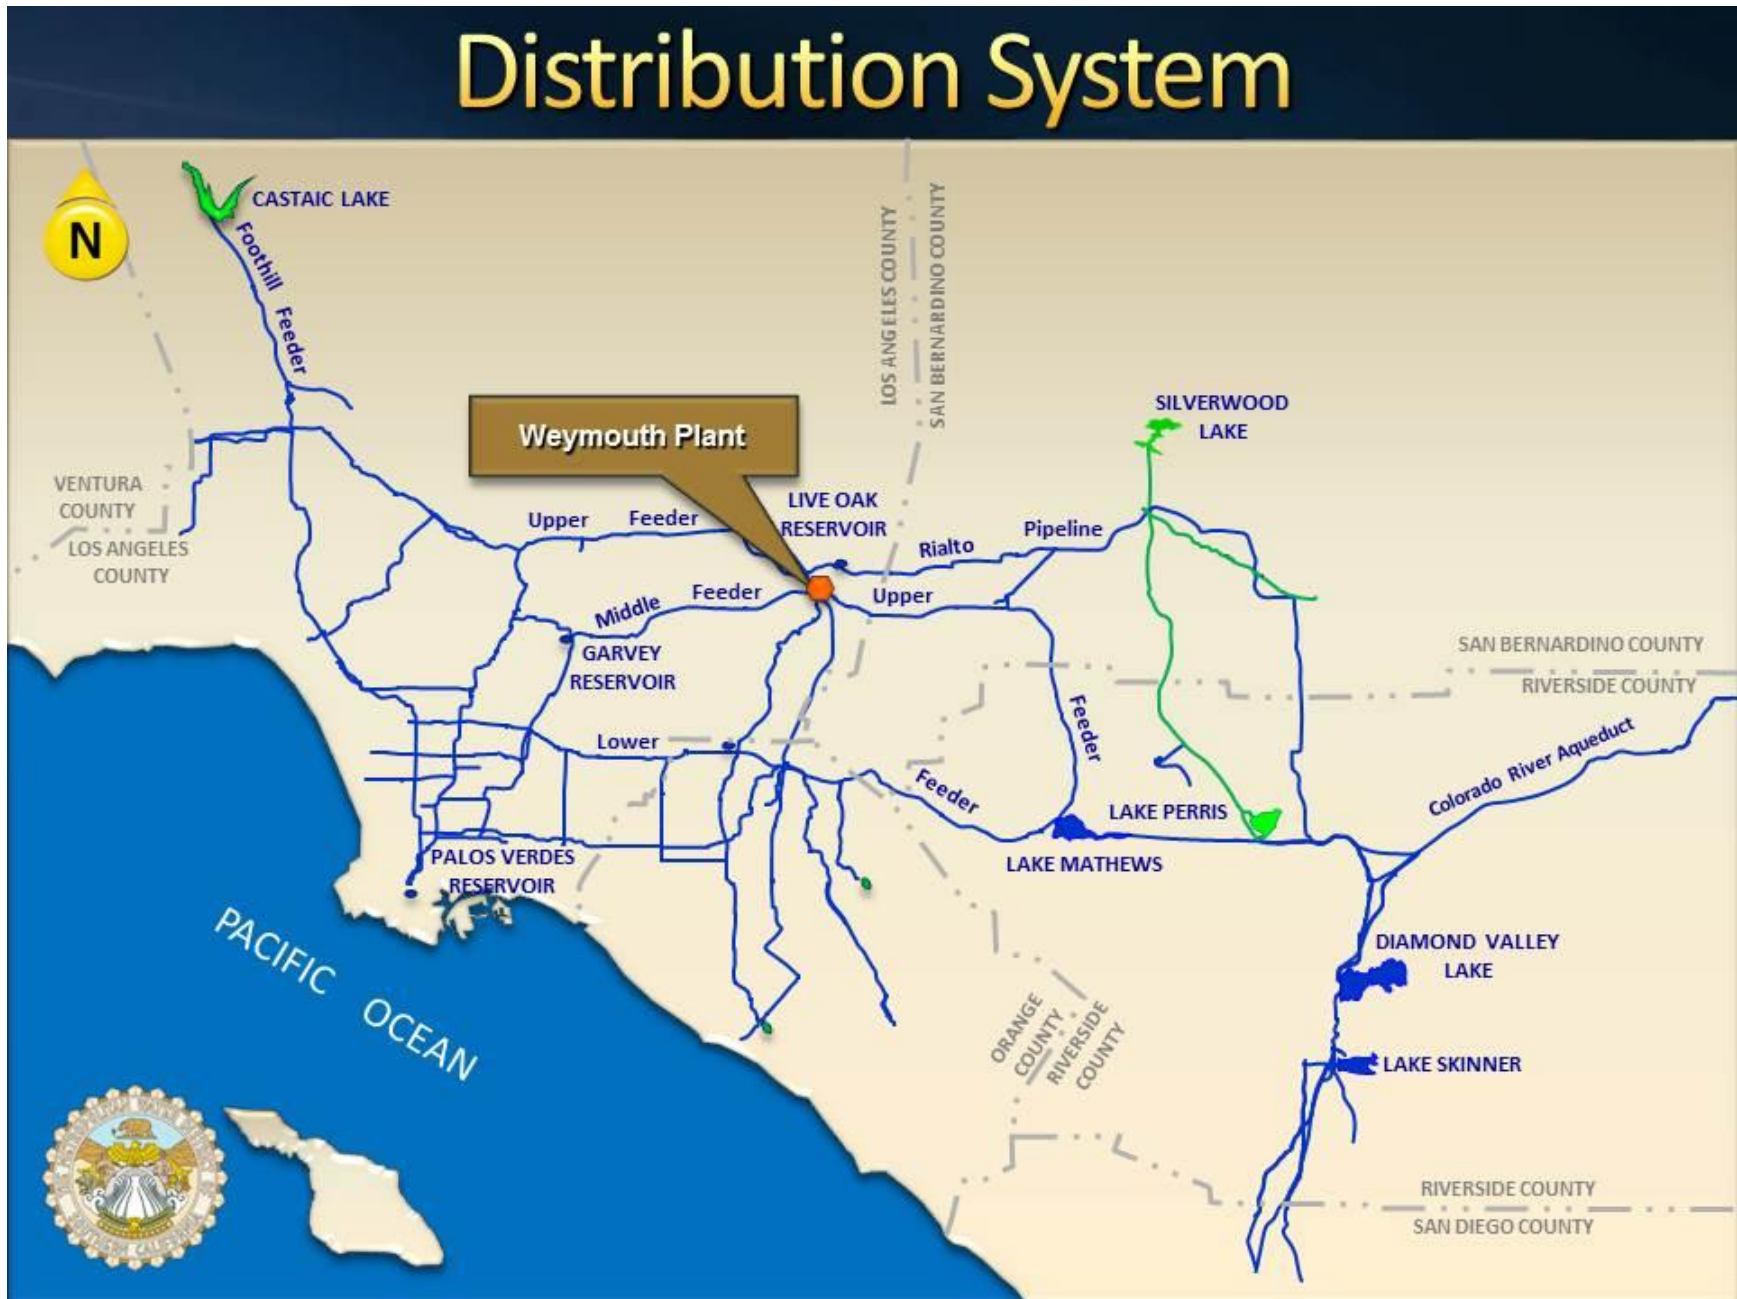 Distribution System
N
CASTAIC LAKE
Foothill Feeder
LOS ANGELES COUNTY
SAN BERNARDINO COUNTY
SILVERWOOD
LAKE
Weymouth Plant
VENTURA
COUNTY
LOS ANGELES
COUNTY
Upper Feeder
LIVE OAK
RESERVOIR
Rialto Pipeline
Middle Feeder
Upper
Feeder
GARVEY
RESERVOIR
SAN BERNARDINO COUNTY
RIVERSIDE COUNTY
Lower
Feeder
Colorado River Aqueduct
LAKE PERRIS
LAKE MATHEWS
PALOS VERDES
RESERVOIR
PACIFIC OCEAN
DIAMOND VALLEY
LAKE
ORANGE
COUNTY
RIVERSIDE
COUNTY
LAKE SKINNER
RIVERSIDE COUNTY
SAN DIEGO COUNTY